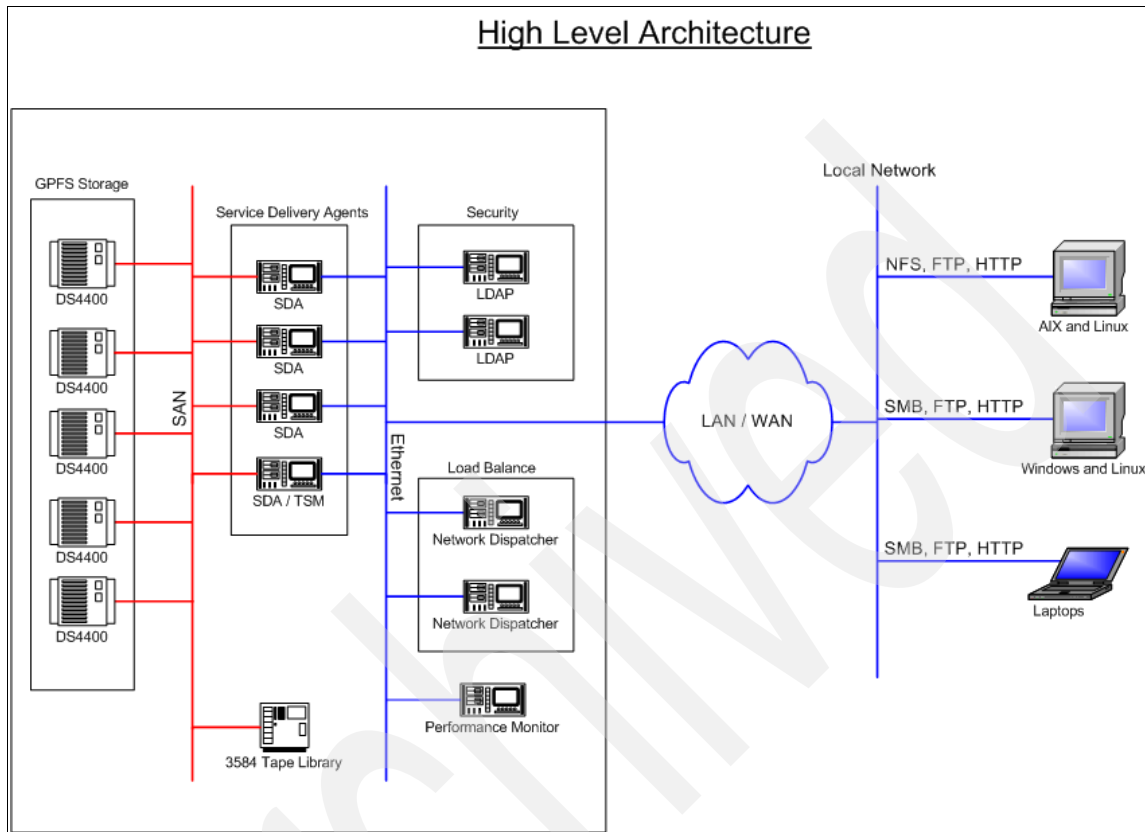 High Level Architecture
GPFS Storage
DS4400
DS4400
DS4400
DS4400
DS4400
SAN
Service Delivery Agents
SDA
SDA
SDA
SDA / TSM
3584 Tape Library
Ethernet
Security
LDAP
LDAP
Load Balance
Network Dispatcher
Network Dispatcher
Performance Monitor
LAN / WAN
Local Network
NFS, FTP, HTTP
AIX and Linux
SMB, FTP, HTTP
Windows and Linux
SMB, FTP, HTTP
Laptops
Archived